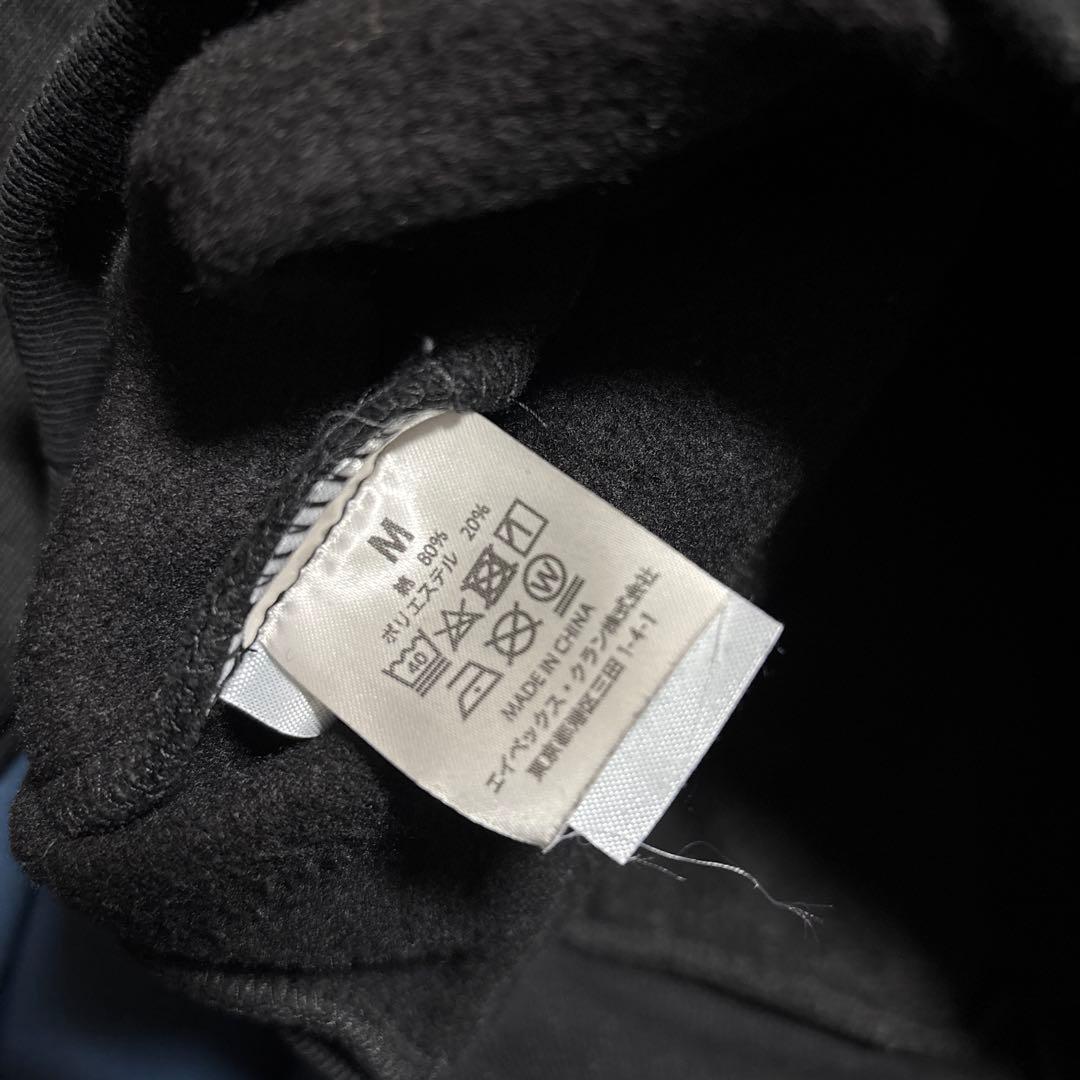 M
綿 80%
ポリエステル 20%
40
W
MADE IN CHINA
エイベックス・クラン株式会社
東京都港区三田 1-4-1